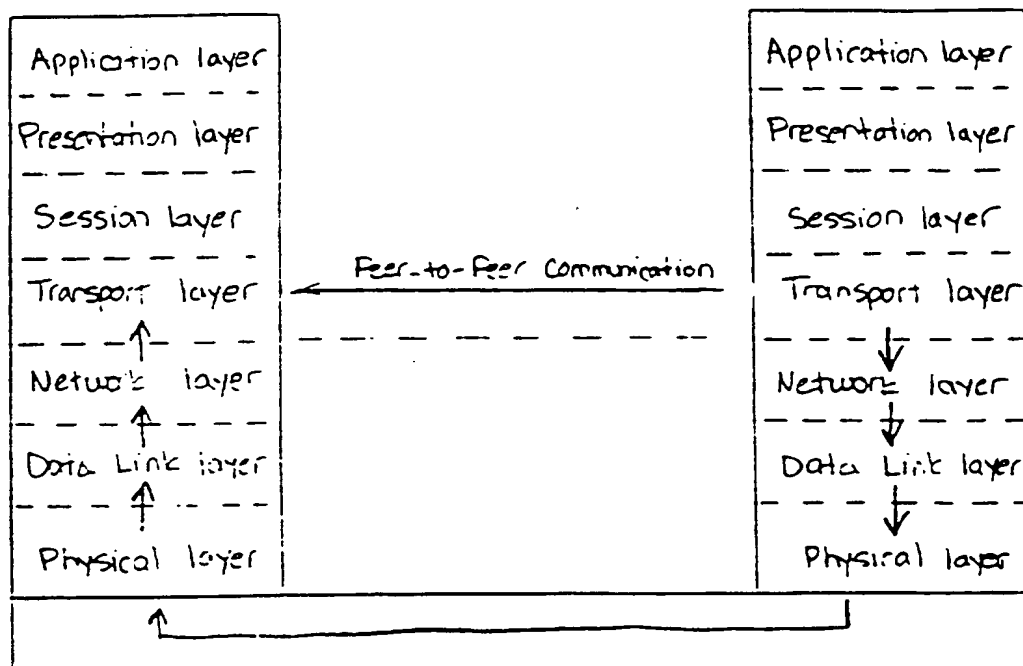 Application layer
Presentation layer
Session layer
Transport layer
Network layer
Data Link layer
Physical layer
Peer-to-Peer Communication
Application layer
Presentation layer
Session layer
Transport layer
Network layer
Data Link layer
Physical layer